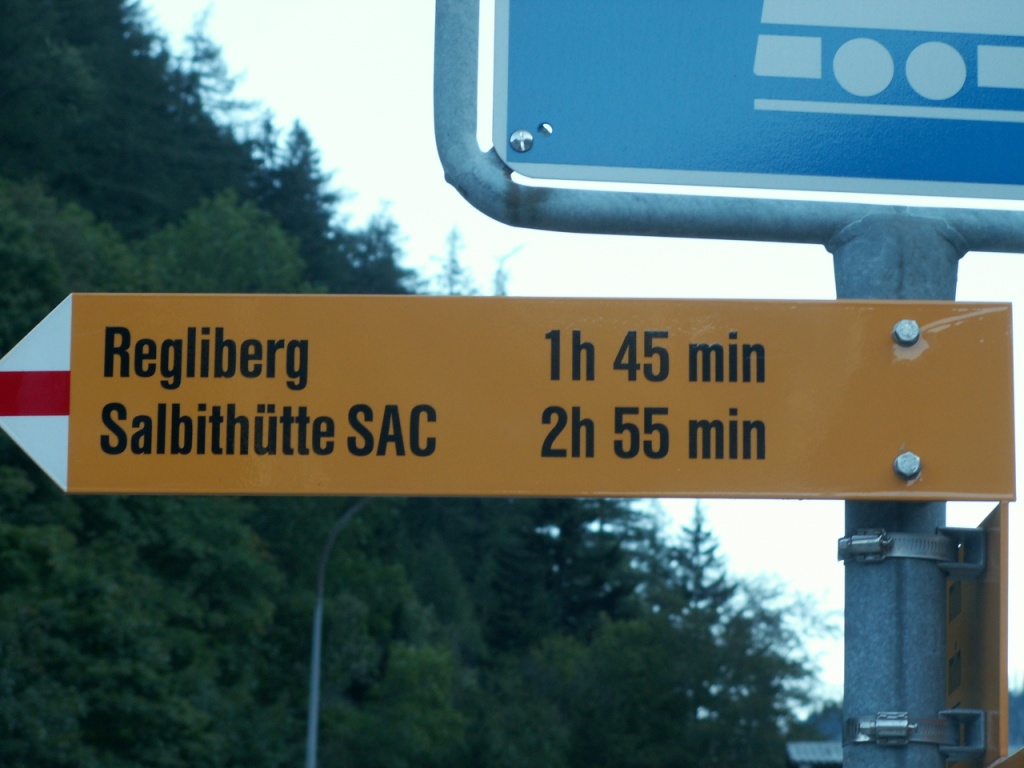 Regliberg 1h 45 min
Salbithütte SAC 2h 55 min